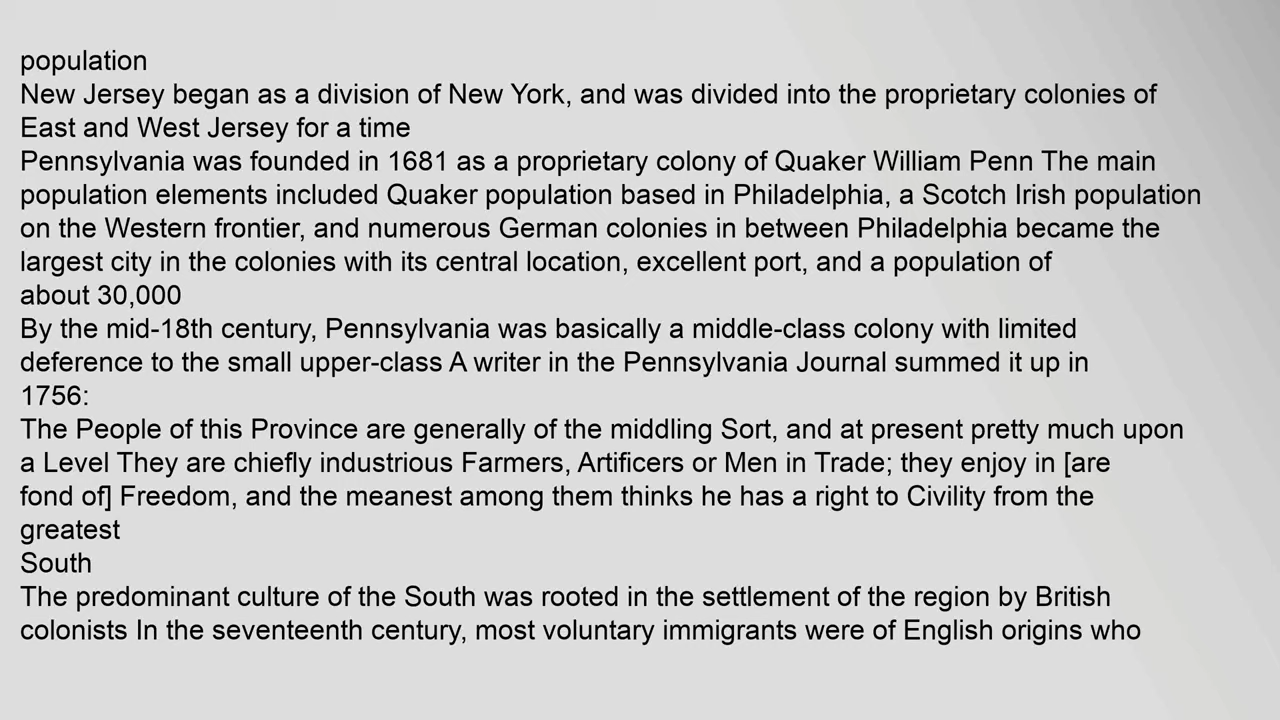 population
New Jersey began as a division of New York, and was divided into the proprietary colonies of
East and West Jersey for a time
Pennsylvania was founded in 1681 as a proprietary colony of Quaker William Penn The main
population elements included Quaker population based in Philadelphia, a Scotch Irish population
on the Western frontier, and numerous German colonies in between Philadelphia became the
largest city in the colonies with its central location, excellent port, and a population of
about 30,000
By the mid-18th century, Pennsylvania was basically a middle-class colony with limited
deference to the small upper-class A writer in the Pennsylvania Journal summed it up in
1756:
The People of this Province are generally of the middling Sort, and at present pretty much upon
a Level They are chiefly industrious Farmers, Artificers or Men in Trade; they enjoy in [are
fond of] Freedom, and the meanest among them thinks he has a right to Civility from the
greatest
South
The predominant culture of the South was rooted in the settlement of the region by British
colonists In the seventeenth century, most voluntary immigrants were of English origins who